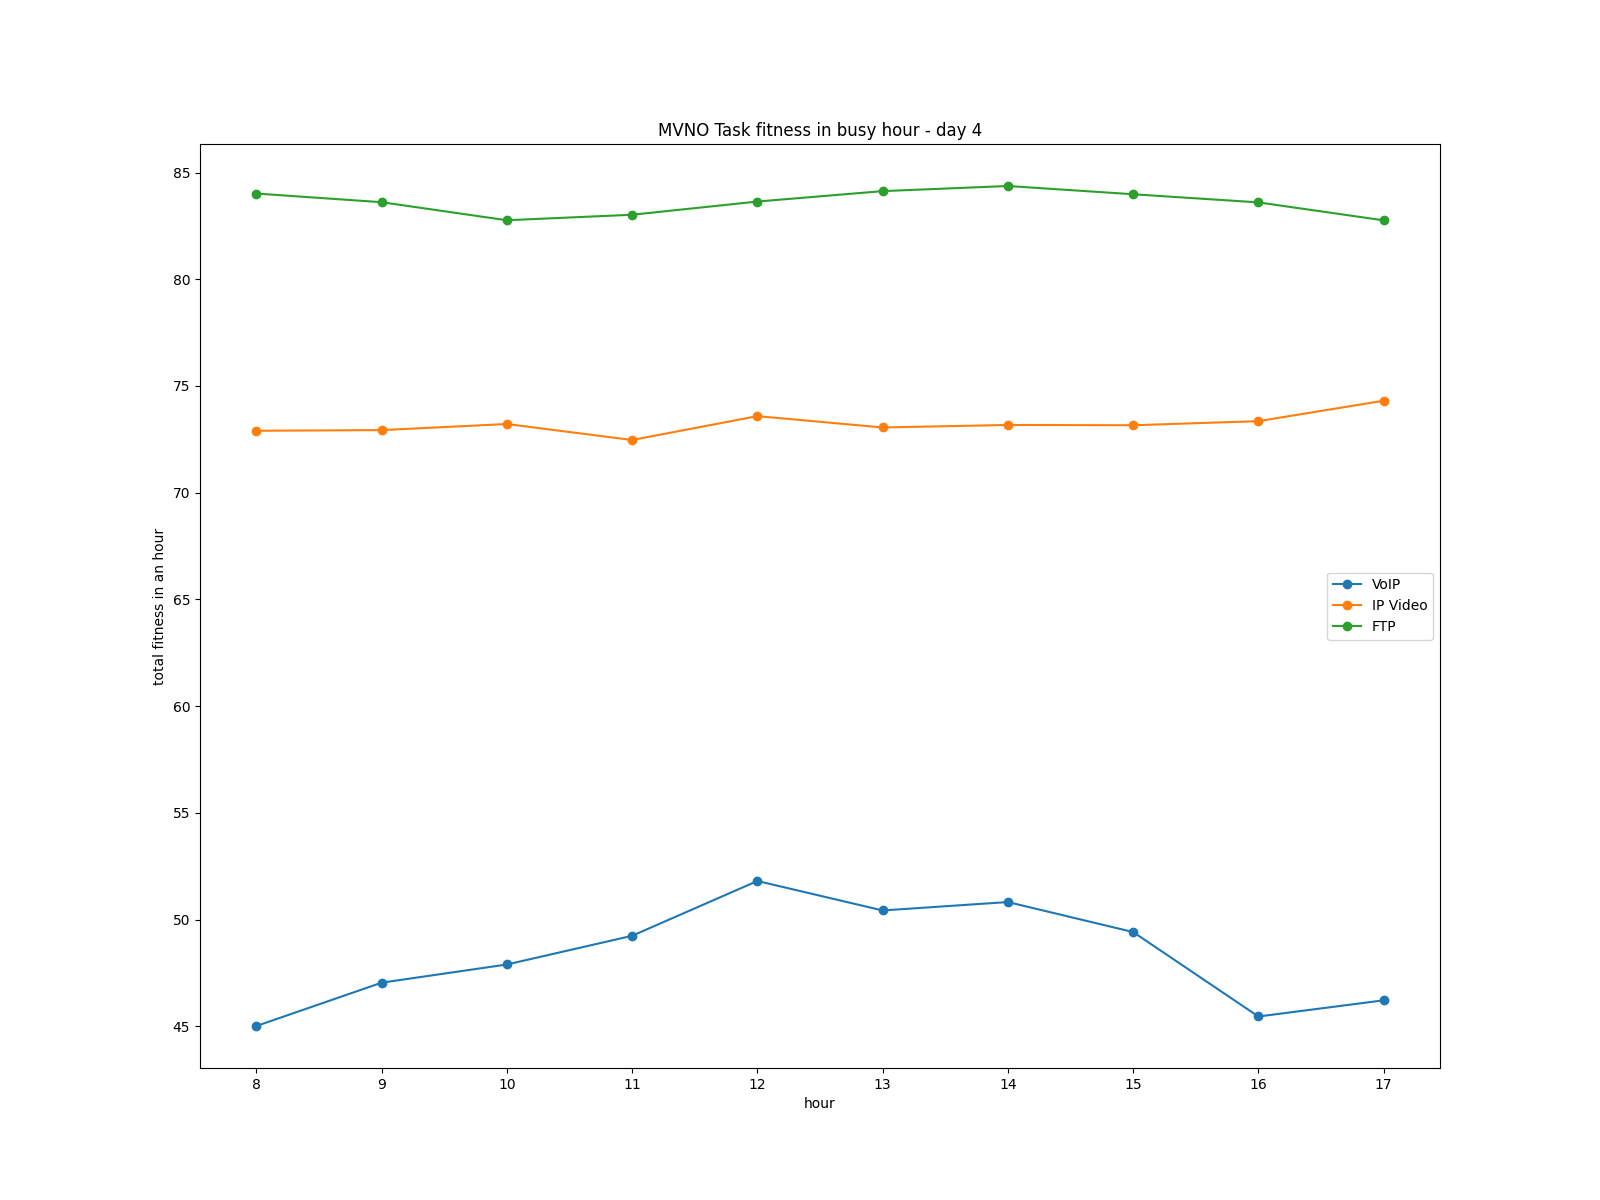 MVNO Task fitness in busy hour - day 4
85
80
75
70
65
60
55
50
45
total fitness in an hour
VoIP
IP Video
FTP
8 9 10 11 12 13 14 15 16 17
hour